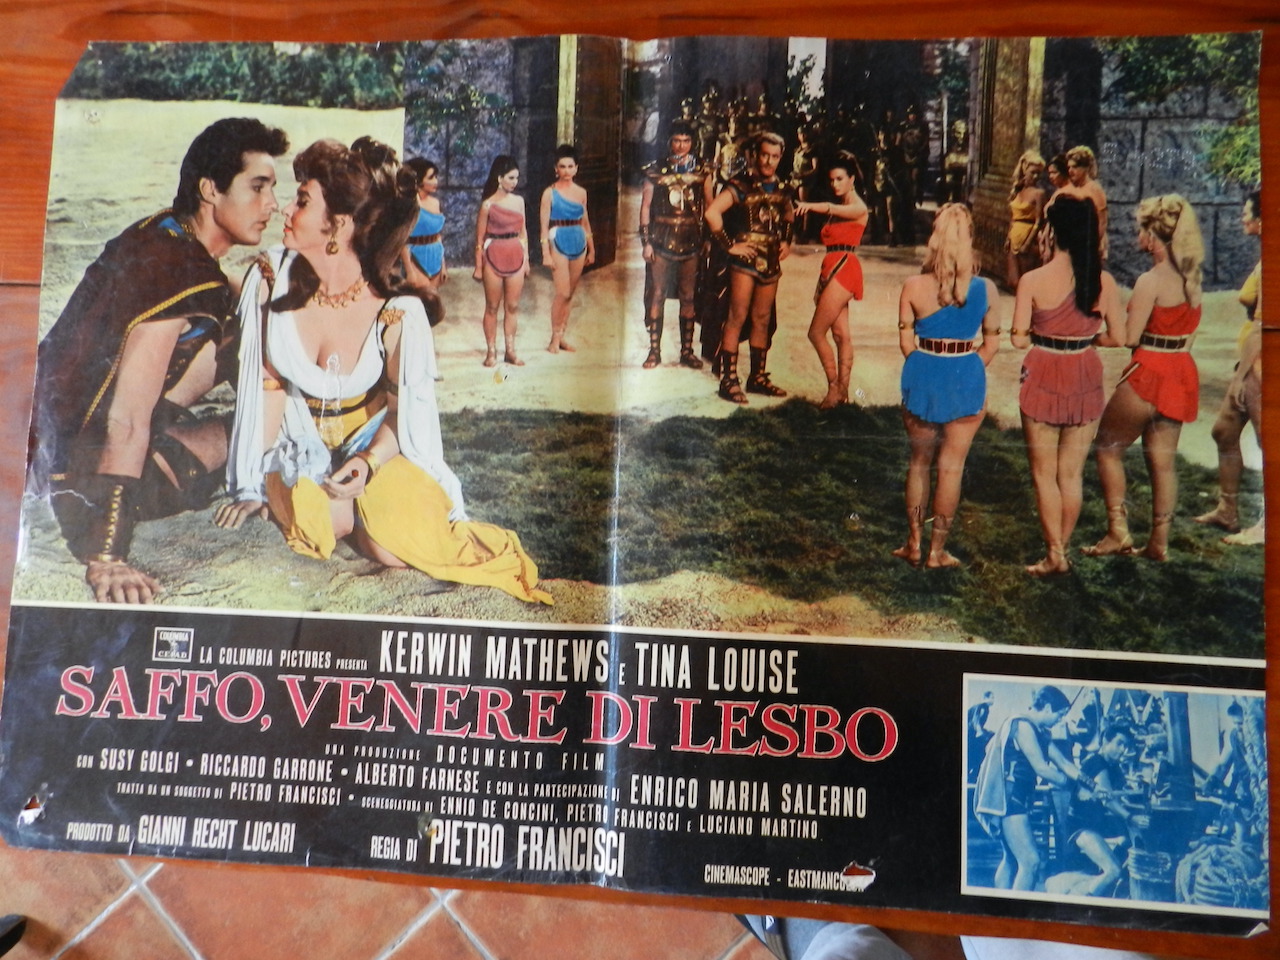 COLUMBIA
CEIAD
LA COLUMBIA PICTURES PRESENTA KERWIN MATHEWS E TINA LOUISE
SAFFO, VENERE DI LESBO
UNA PRODUZIONE DOCUMENTO FILM
CON SUSY GOLGI • RICCARDO GARRONE • ALBERTO FARNESE E CON LA PARTECIPAZIONE DI ENRICO MARIA SALERNO
TRATTA DA UN SOGGETTO DI PIETRO FRANCISCI • SCENEGGIATURA DI ENNIO DE CONCINI, PIETRO FRANCISCI E LUCIANO MARTINO
PRODOTTO DA GIANNI HECHT LUCARI REGIA DI PIETRO FRANCISCI
CINEMASCOPE - EASTMANCO